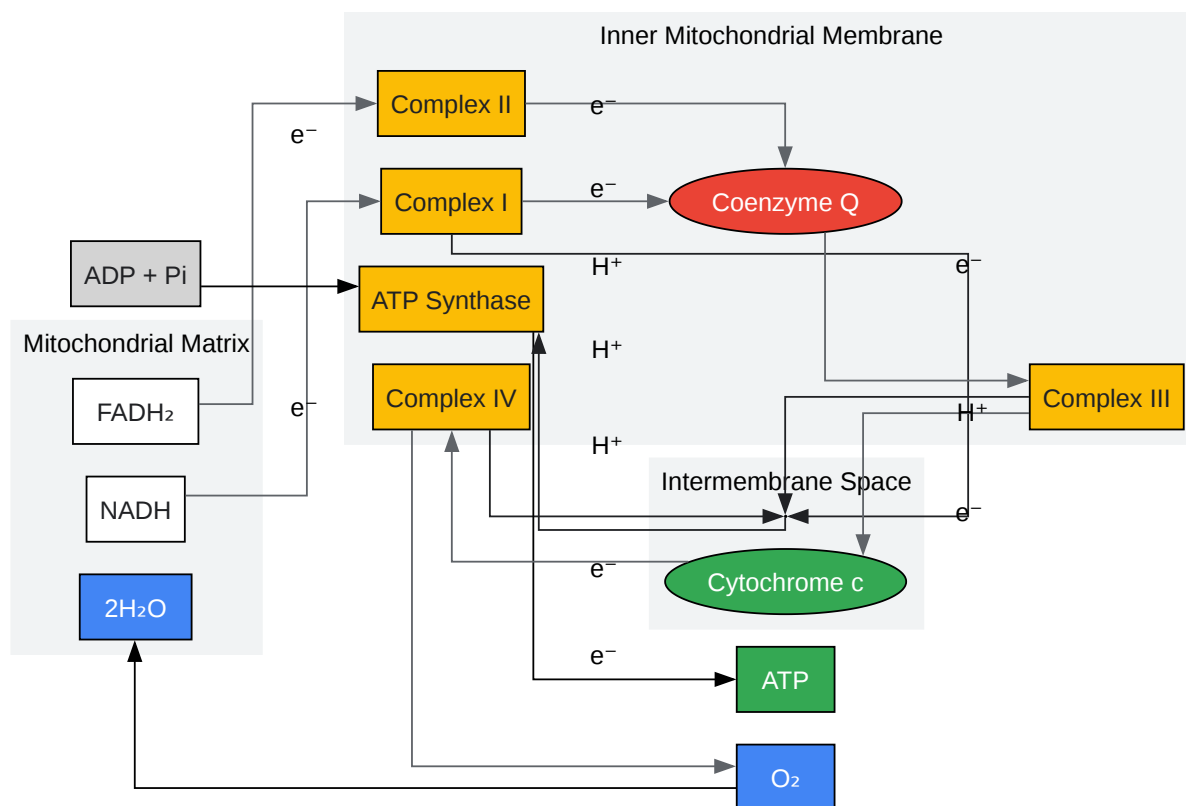 Inner Mitochondrial Membrane
Complex II
e⁻
e⁻
Complex I
e⁻
Coenzyme Q
ADP + Pi
H⁺
e⁻
ATP Synthase
Mitochondrial Matrix
H⁺
FADH₂
e⁻
Complex IV
Complex III
H⁺
H⁺
Intermembrane Space
NADH
e⁻
e⁻
Cytochrome c
2H₂O
e⁻
ATP
O₂